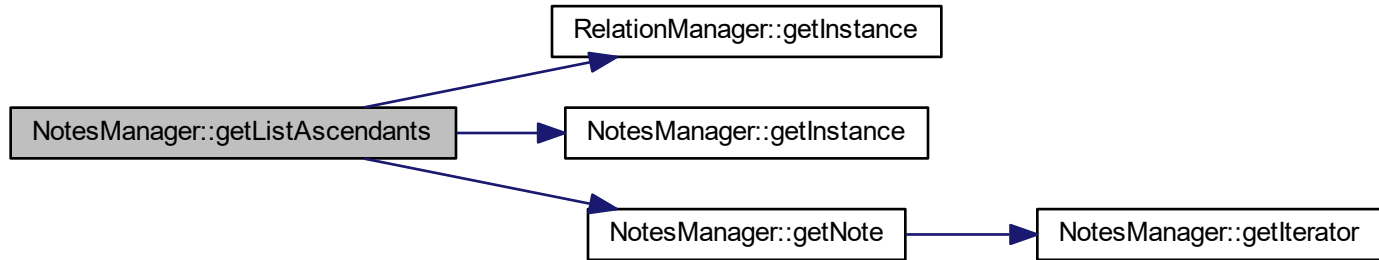 RelationManager::getInstance
NotesManager::getListAscendants
NotesManager::getInstance
NotesManager::getNote
NotesManager::getIterator